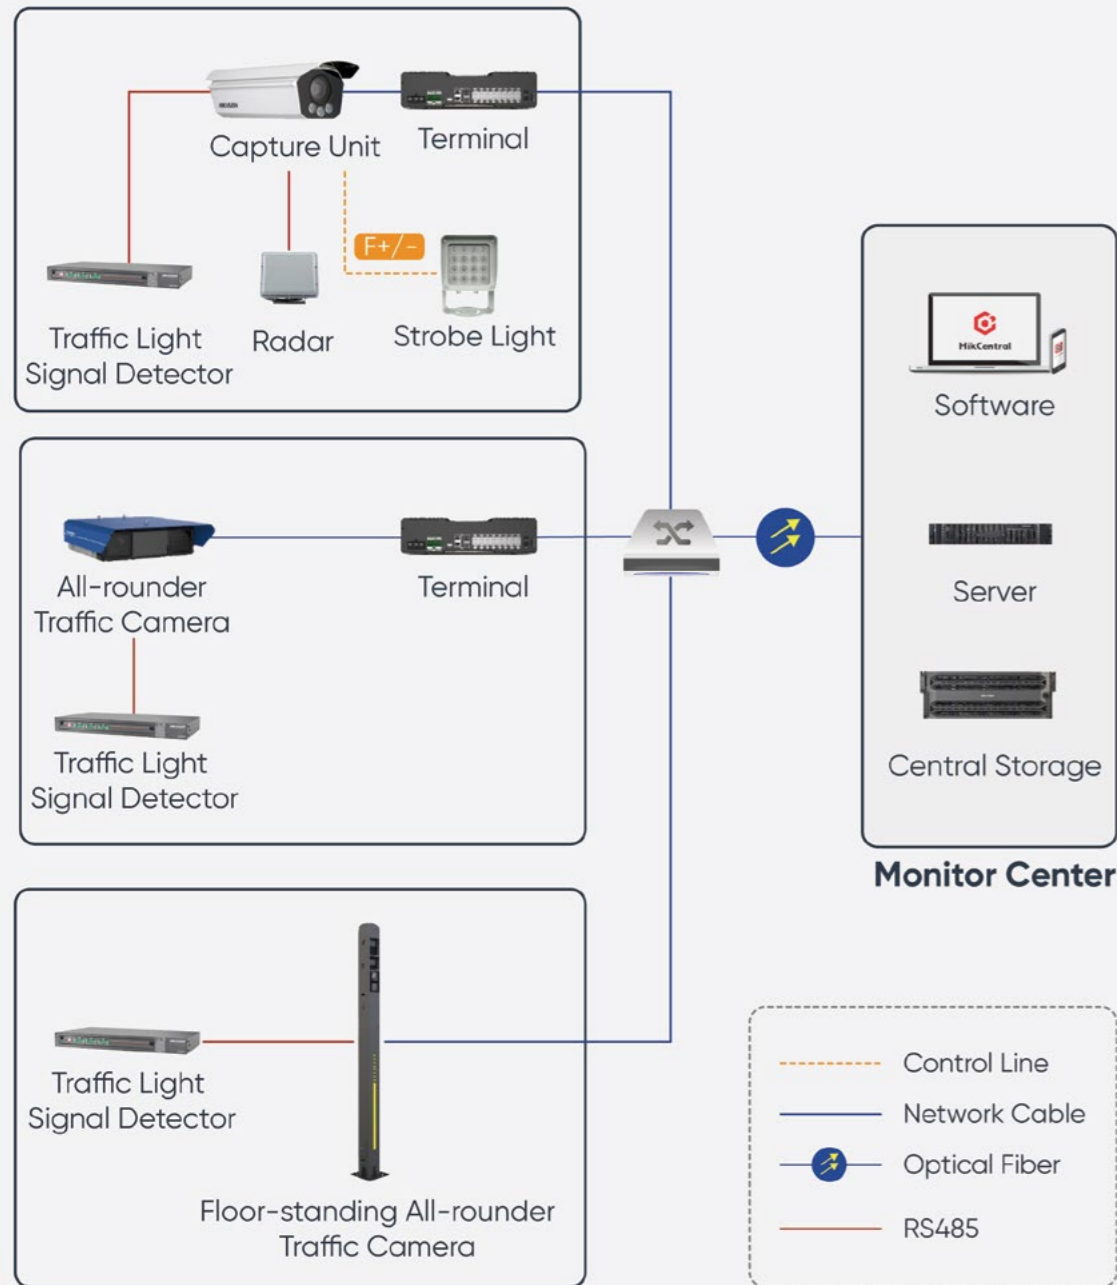 Capture Unit
Terminal
F+/-
Traffic Light
Signal Detector
Radar
Strobe Light
All-rounder
Traffic Camera
Terminal
Traffic Light
Signal Detector
Traffic Light
Signal Detector
Floor-standing All-rounder
Traffic Camera
HikCentral
Software
Server
Central Storage
Monitor Center
Control Line
Network Cable
Optical Fiber
RS485